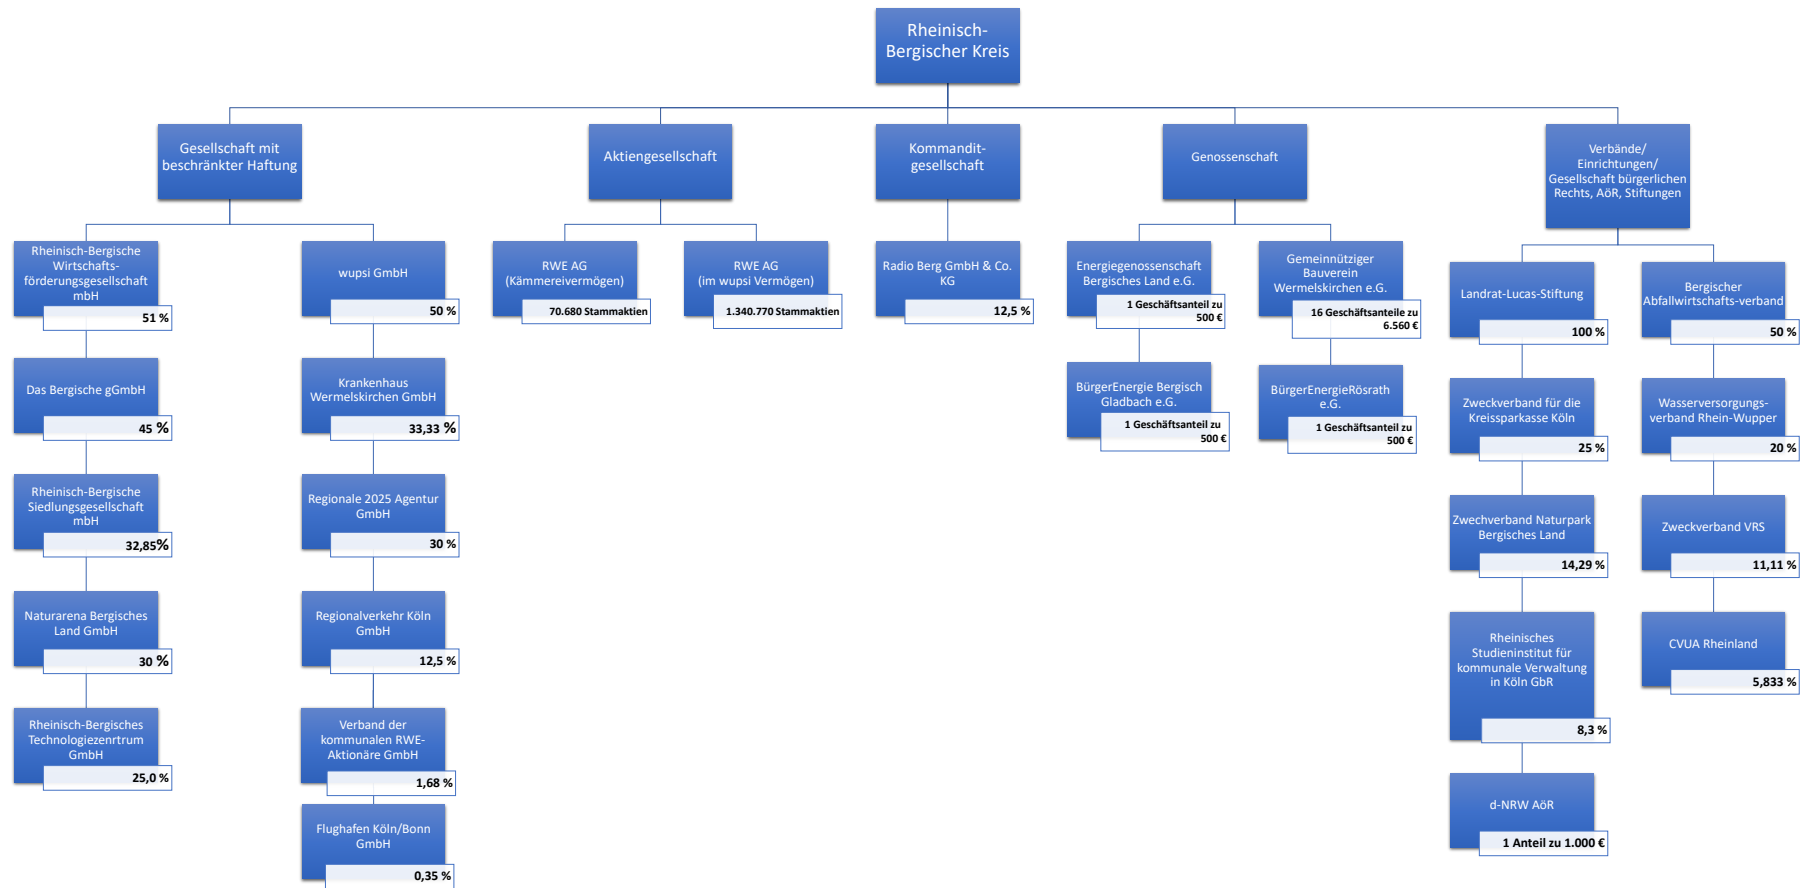 Rheinisch-
Bergischer Kreis
Gesellschaft mit
beschränkter Haftung
Aktiengesellschaft
Kommandit-
gesellschaft
Genossenschaft
Verbände/
Einrichtungen/
Gesellschaft bürgerlichen
Rechts, AöR, Stiftungen
Rheinisch-Bergische
Wirtschafts-
förderungsgesellschaft
mbH
51 %
Das Bergische gGmbH
45 %
Rheinisch-Bergische
Siedlungsgesellschaft
mbH
32,85%
Naturarena Bergisches
Land GmbH
30 %
Rheinisch-Bergisches
Technologiezenrtrum
GmbH
25,0 %
wupsi GmbH
50 %
Krankenhaus
Wermelskirchen GmbH
33,33 %
Regionale 2025 Agentur
GmbH
30 %
Regionalverkehr Köln
GmbH
12,5 %
Verband der
kommunalen RWE-
Aktionäre GmbH
1,68 %
Flughafen Köln/Bonn
GmbH
0,35 %
RWE AG
(Kämmereivermögen)
70.680 Stammaktien
RWE AG
(im wupsi Vermögen)
1.340.770 Stammaktien
Radio Berg GmbH & Co.
KG
12,5 %
Energiegenossenschaft
Bergisches Land e.G.
1 Geschäftsanteil zu
500 €
BürgerEnergie Bergisch
Gladbach e.G.
1 Geschäftsanteil zu
500 €
Gemeinnütziger
Bauverein
Wermelskirchen e.G.
16 Geschäftsanteile zu
6.560 €
BürgerEnergieRösrath
e.G.
1 Geschäftsanteil zu
500 €
Landrat-Lucas-Stiftung
100 %
Zweckverband für die
Kreissparkasse Köln
25 %
Zwechverband Naturpark
Bergisches Land
14,29 %
Rheinisches
Studieninstitut für
kommunale Verwaltung
in Köln GbR
8,3 %
d-NRW AöR
1 Anteil zu 1.000 €
Bergischer
Abfallwirtschafts-verband
50 %
Wasserversorgungs-
verband Rhein-Wupper
20 %
Zweckverband VRS
11,11 %
CVUA Rheinland
5,833 %